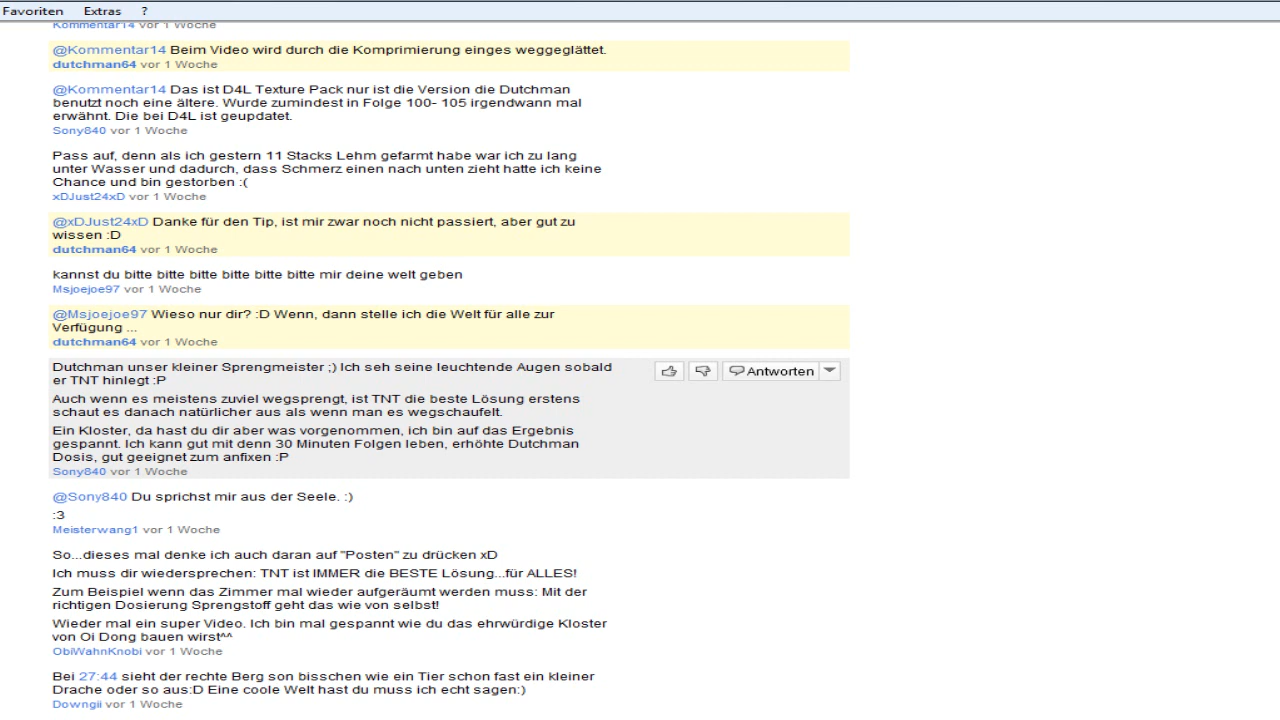 Favoriten Extras ?
Kommentar14 vor 1 Woche
@Kommentar14 Beim Video wird durch die Komprimierung einges weggeglättet.
dutchman64 vor 1 Woche
@Kommentar14 Das ist D4L Texture Pack nur ist die Version die Dutchman
benutzt noch eine ältere. Wurde zumindest in Folge 100- 105 irgendwann mal
erwähnt. Die bei D4L ist geupdatet.
Sony840 vor 1 Woche
Pass auf, denn als ich gestern 11 Stacks Lehm gefarmt habe war ich zu lang
unter Wasser und dadurch, dass Schmerz einen nach unten zieht hatte ich keine
Chance und bin gestorben :(
xDJust24xD vor 1 Woche
@xDJust24xD Danke für den Tip, ist mir zwar noch nicht passiert, aber gut zu
wissen :D
dutchman64 vor 1 Woche
kannst du bitte bitte bitte bitte bitte bitte mir deine welt geben
Msjoejoe97 vor 1 Woche
@Msjoejoe97 Wieso nur dir? :D Wenn, dann stelle ich die Welt für alle zur
Verfügung ...
dutchman64 vor 1 Woche
Dutchman unser kleiner Sprengmeister ;) Ich seh seine leuchtende Augen sobald
er TNT hinlegt :P
Antworten
Auch wenn es meistens zuviel wegsprengt, ist TNT die beste Lösung erstens
schaut es danach natürlicher aus als wenn man es wegschaufelt.
Ein Kloster, da hast du dir aber was vorgenommen, ich bin auf das Ergebnis
gespannt. Ich kann gut mit denn 30 Minuten Folgen leben, erhöhte Dutchman
Dosis, gut geeignet zum anfixen :P
Sony840 vor 1 Woche
@Sony840 Du sprichst mir aus der Seele. :)
:3
Meisterwang1 vor 1 Woche
So...dieses mal denke ich auch daran auf "Posten" zu drücken xD
Ich muss dir wiedersprechen: TNT ist IMMER die BESTE Lösung...für ALLES!
Zum Beispiel wenn das Zimmer mal wieder aufgeräumt werden muss: Mit der
richtigen Dosierung Sprengstoff geht das wie von selbst!
Wieder mal ein super Video. Ich bin mal gespannt wie du das ehrwürdige Kloster
von Oi Dong bauen wirst^^
ObiWahnKnobi vor 1 Woche
Bei 27:44 sieht der rechte Berg son bisschen wie ein Tier schon fast ein kleiner
Drache oder so aus:D Eine coole Welt hast du muss ich echt sagen:)
Downgii vor 1 Woche